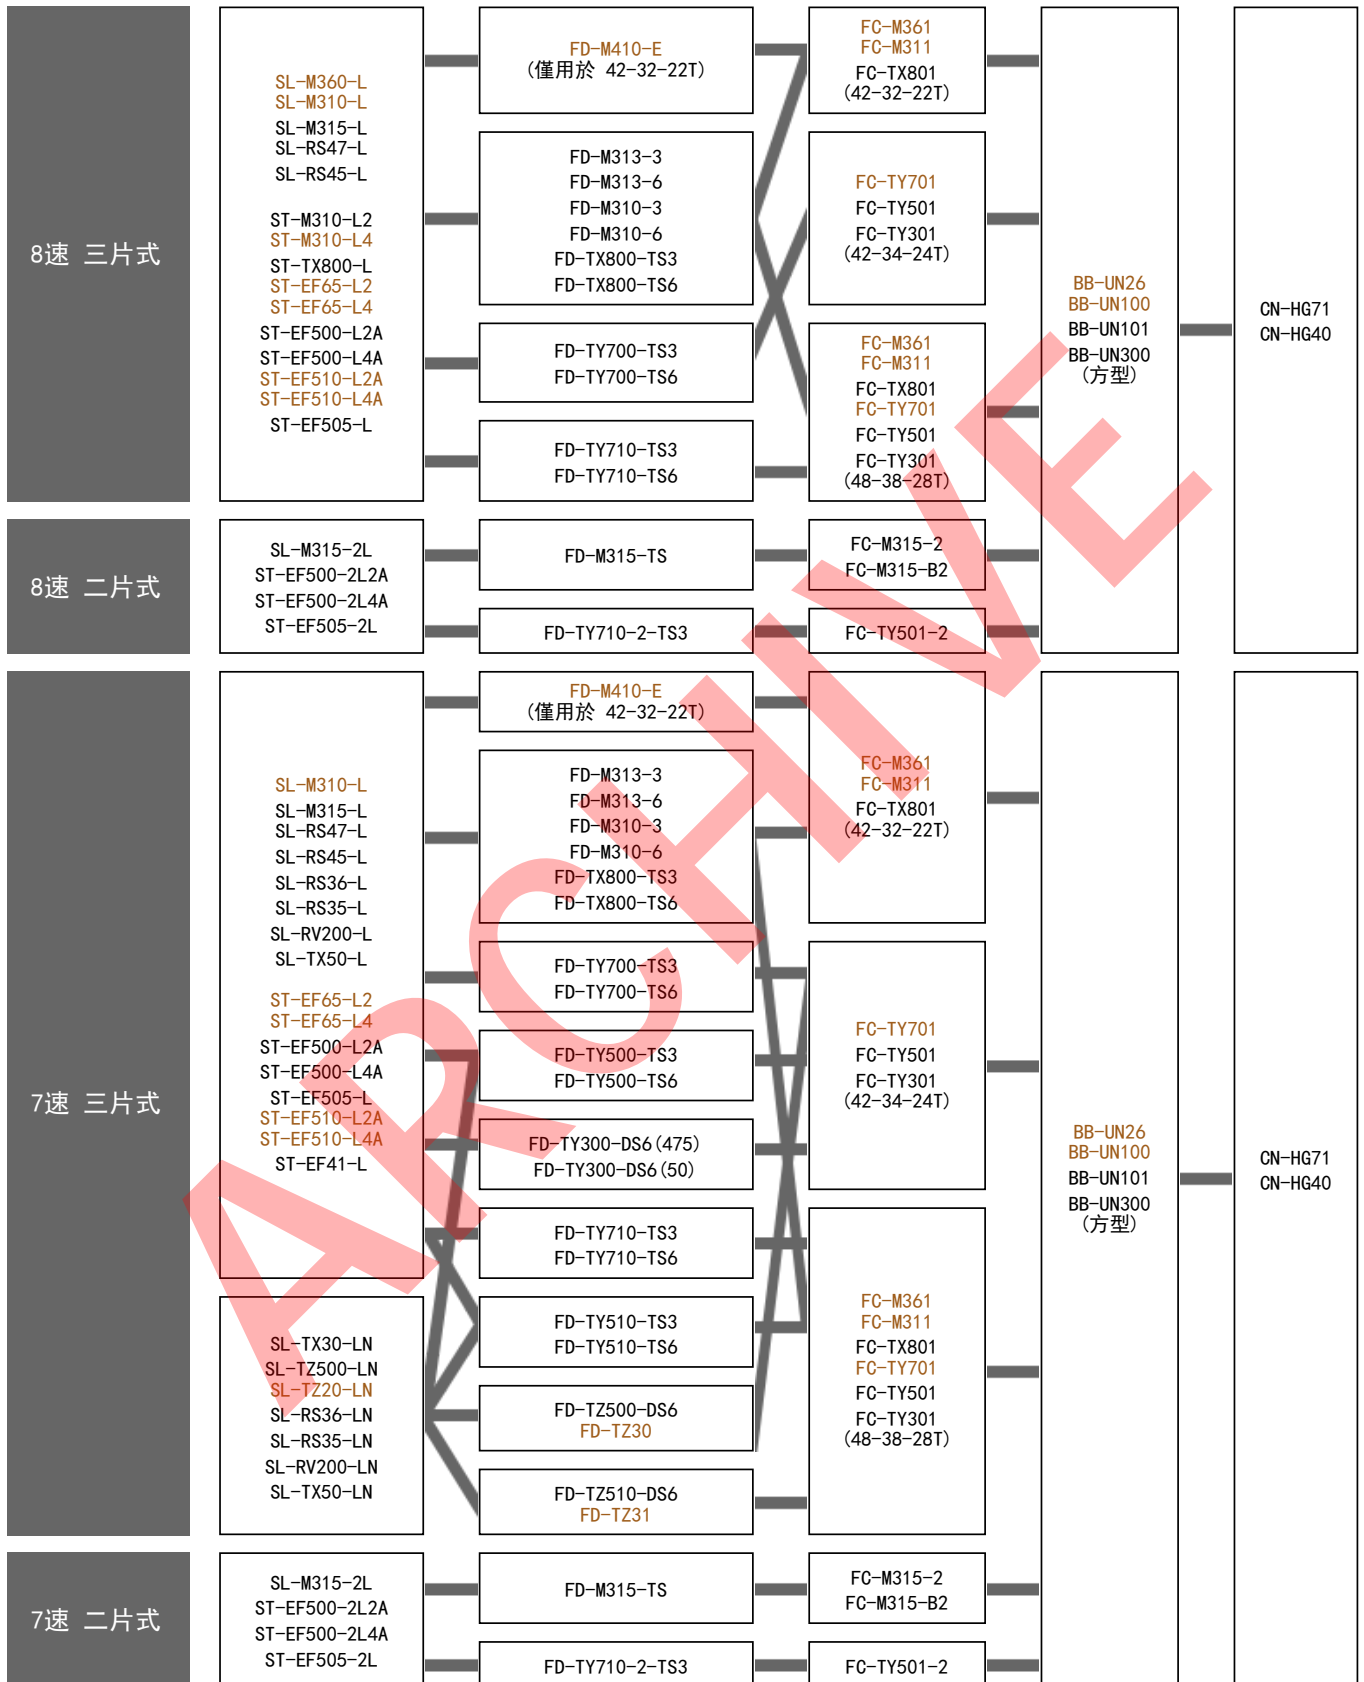 8速 三片式
SL-M360-L
SL-M310-L
SL-M315-L
SL-RS47-L
SL-RS45-L
ST-M310-L2
ST-M310-L4
ST-TX800-L
ST-EF65-L2
ST-EF65-L4
ST-EF500-L2A
ST-EF500-L4A
ST-EF510-L2A
ST-EF510-L4A
ST-EF505-L
FD-M410-E
(僅用於 42-32-22T)
FD-M313-3
FD-M313-6
FD-M310-3
FD-M310-6
FD-TX800-TS3
FD-TX800-TS6
FD-TY700-TS3
FD-TY700-TS6
FD-TY710-TS3
FD-TY710-TS6
FC-M361
FC-M311
FC-TX801
(42-32-22T)
FC-TY701
FC-TY501
FC-TY301
(42-34-24T)
FC-M361
FC-M311
FC-TX801
FC-TY701
FC-TY501
FC-TY301
(48-38-28T)
BB-UN26
BB-UN100
BB-UN101
BB-UN300
(方型)
CN-HG71
CN-HG40
8速 二片式
SL-M315-2L
ST-EF500-2L2A
ST-EF500-2L4A
ST-EF505-2L
FD-M315-TS
FD-TY710-2-TS3
FC-M315-2
FC-M315-B2
FC-TY501-2
7速 三片式
SL-M310-L
SL-M315-L
SL-RS47-L
SL-RS45-L
SL-RS36-L
SL-RS35-L
SL-RV200-L
SL-TX50-L
ST-EF65-L2
ST-EF65-L4
ST-EF500-L2A
ST-EF500-L4A
ST-EF505-L
ST-EF510-L2A
ST-EF510-L4A
ST-EF41-L
SL-TX30-LN
SL-TZ500-LN
SL-TZ20-LN
SL-RS36-LN
SL-RS35-LN
SL-RV200-LN
SL-TX50-LN
FD-M410-E
(僅用於 42-32-22T)
FD-M313-3
FD-M313-6
FD-M310-3
FD-M310-6
FD-TX800-TS3
FD-TX800-TS6
FD-TY700-TS3
FD-TY700-TS6
FD-TY500-TS3
FD-TY500-TS6
FD-TY300-DS6(475)
FD-TY300-DS6(50)
FD-TY710-TS3
FD-TY710-TS6
FD-TY510-TS3
FD-TY510-TS6
FD-TZ500-DS6
FD-TZ30
FD-TZ510-DS6
FD-TZ31
FC-M361
FC-M311
FC-TX801
(42-32-22T)
FC-TY701
FC-TY501
FC-TY301
(42-34-24T)
FC-M361
FC-M311
FC-TX801
FC-TY701
FC-TY501
FC-TY301
(48-38-28T)
BB-UN26
BB-UN100
BB-UN101
BB-UN300
(方型)
CN-HG71
CN-HG40
7速 二片式
SL-M315-2L
ST-EF500-2L2A
ST-EF500-2L4A
ST-EF505-2L
FD-M315-TS
FD-TY710-2-TS3
FC-M315-2
FC-M315-B2
FC-TY501-2
ARCHIVE